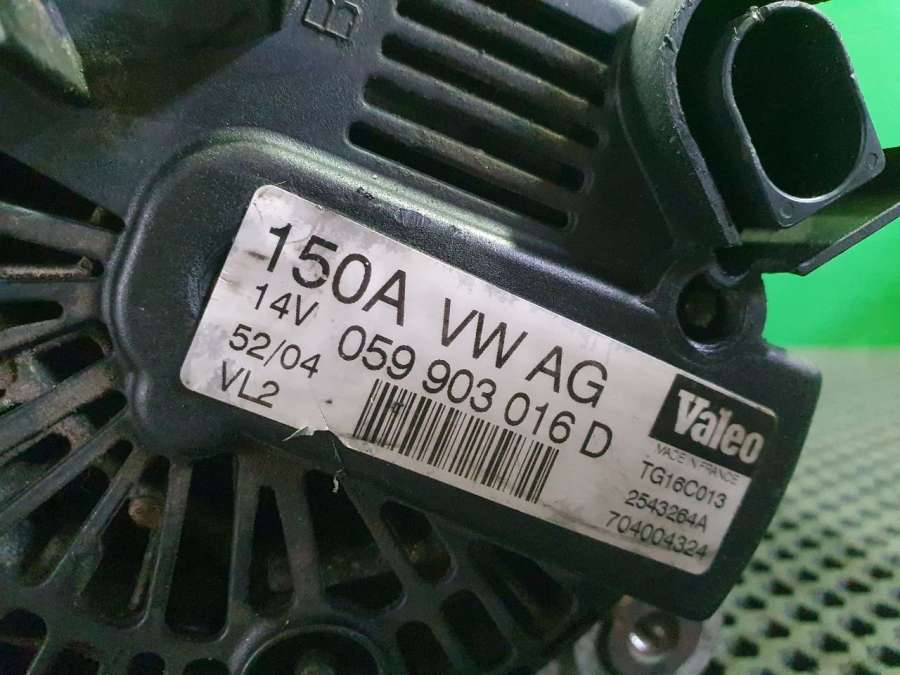 B
150A VW AG
14V 059 903 016 D
52/04
VL2
Valeo
MADE IN FRANCE
TG16C013
2543264A
704004324